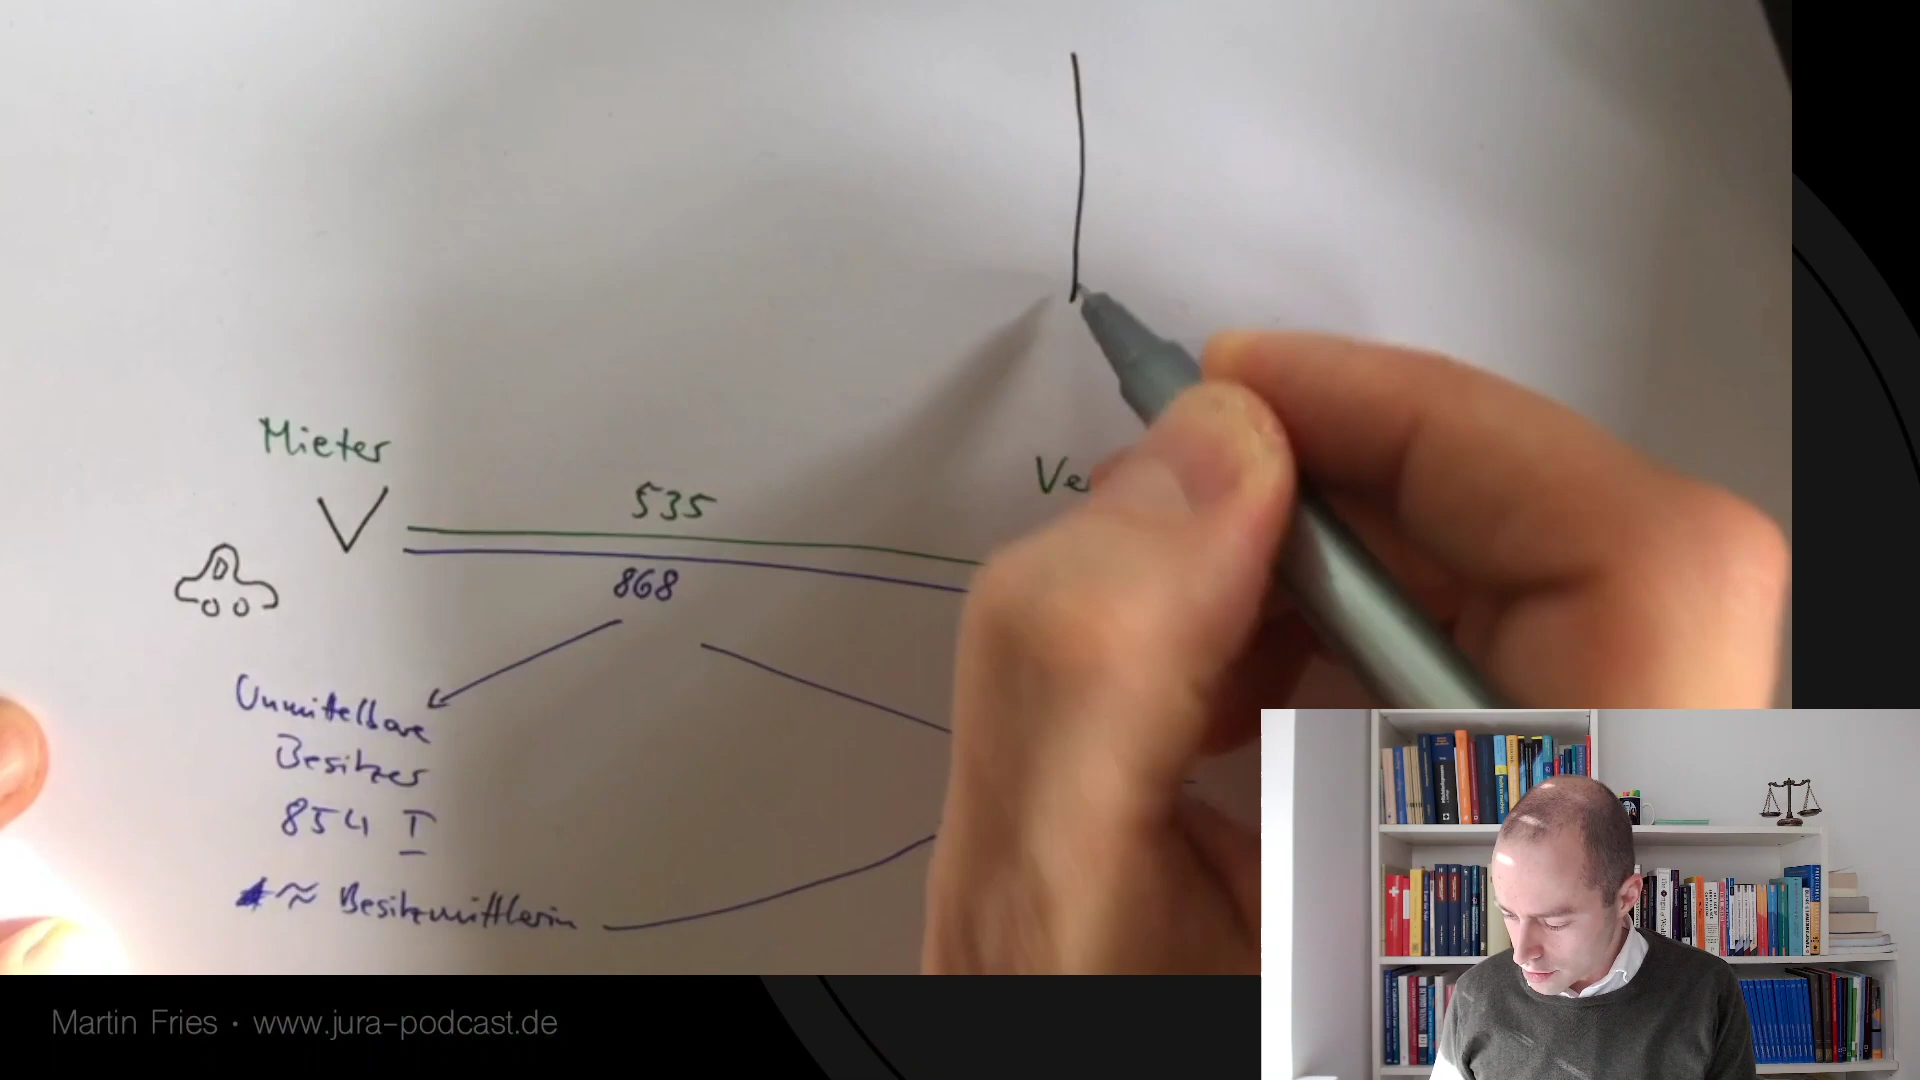 Mieter
V
535
Ve
868
Unmittelbare
Besitzer
854 I
≈ Besitzmittlerin
Martin Fries • www.jura-podcast.de